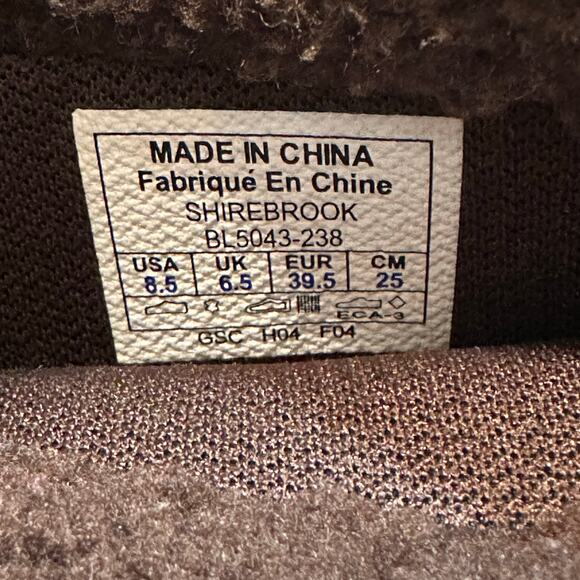 MADE IN CHINA
Fabriqué En Chine
SHIREBROOK
BL5043-238
USA UK EUR CM
8.5 6.5 39.5 25
ECA-3
GSC H04 F04